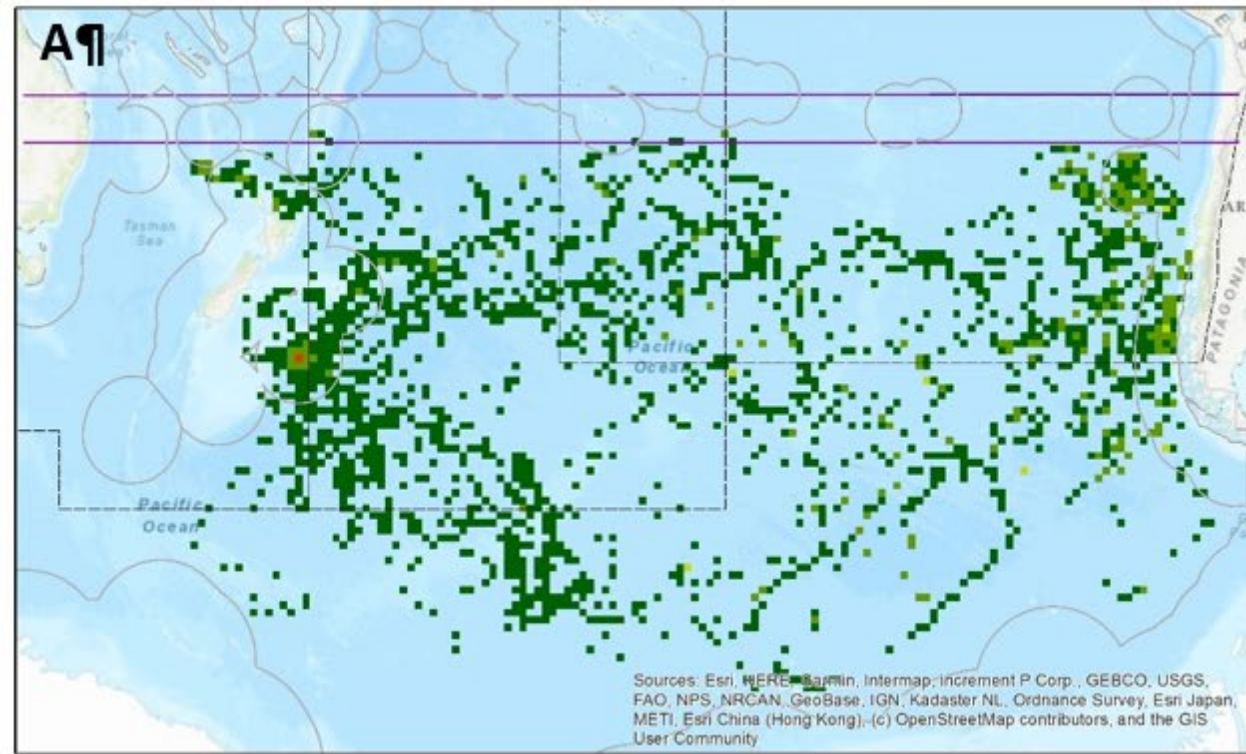 A¶
Tasman
Sea
Pacific
Ocean
PATAGONIA
AR
Pacific
Ocean
Sources: Esri, HERE, Garmin, Intermap, increment P Corp., GEBCO, USGS,
FAO, NPS, NRCAN, GeoBase, IGN, Kadaster NL, Ordnance Survey, Esri Japan,
METI, Esri China (Hong Kong), (c) OpenStreetMap contributors, and the GIS
User Community